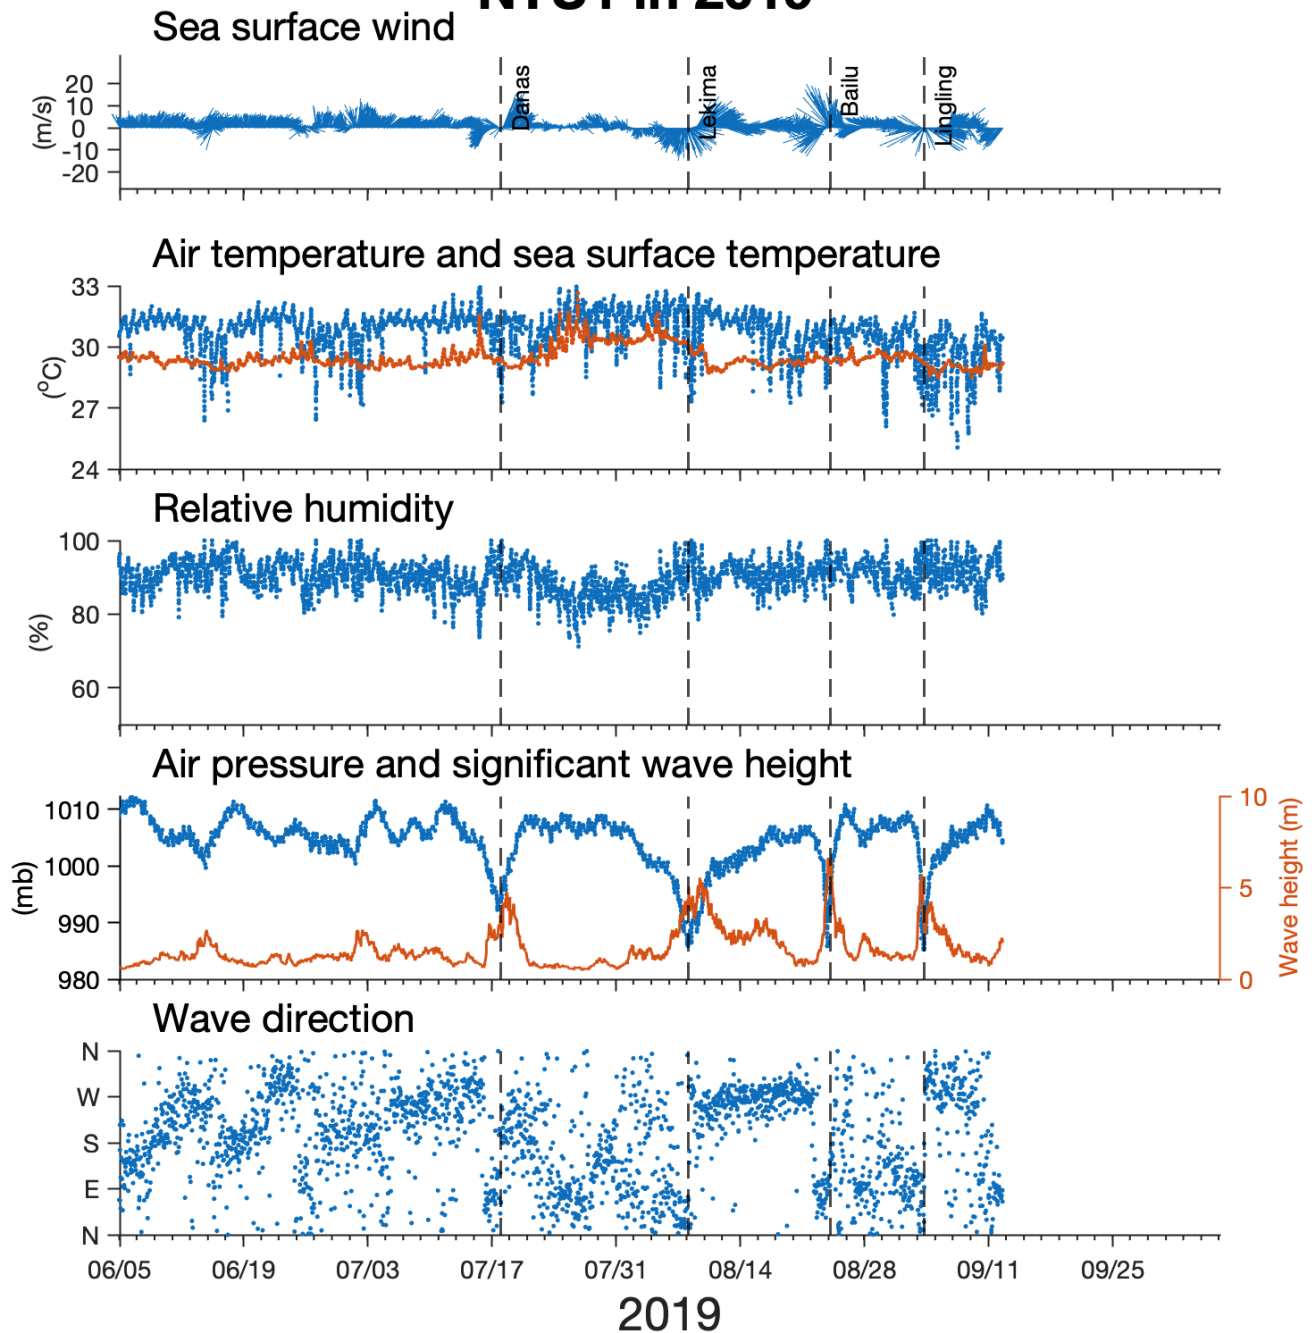 Sea surface wind
20
10
0
-10
-20
(m/s)
Danas
Lekima
Bailu
Lingling
Air temperature and sea surface temperature
33
30
27
24
(°C)
Relative humidity
100
80
60
(%)
Air pressure and significant wave height
1010
1000
990
980
(mb)
10
5
0
Wave height (m)
Wave direction
N
W
S
E
N
06/05 06/19 07/03 07/17 07/31 08/14 08/28 09/11 09/25
2019